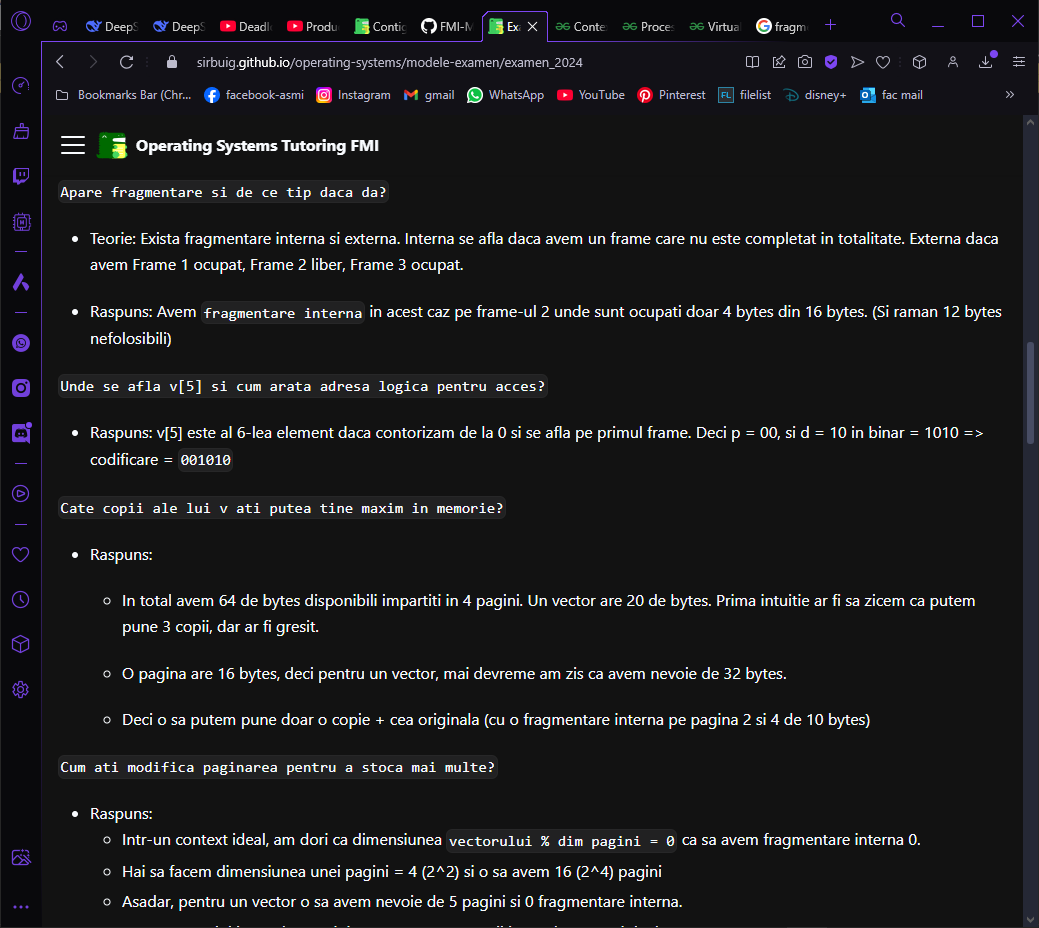 DeepS
DeepS
Deadl
Produ
Contig
FMI-M
Ex
Conte
Proces
Virtua
fragm
sirbuig.github.io/operating-systems/modele-examen/examen_2024
Bookmarks Bar (Chr...
facebook-asmi
Instagram
gmail
WhatsApp
YouTube
Pinterest
FL
filelist
disney+
fac mail
Operating Systems Tutoring FMI
Apare fragmentare si de ce tip daca da?
• Teorie: Exista fragmentare interna si externa. Interna se afla daca avem un frame care nu este completat in totalitate. Externa daca
avem Frame 1 ocupat, Frame 2 liber, Frame 3 ocupat.
• Raspuns: Avem fragmentare interna in acest caz pe frame-ul 2 unde sunt ocupati doar 4 bytes din 16 bytes. (Si raman 12 bytes
nefolosibili)
Unde se afla v[5] si cum arata adresa logica pentru acces?
• Raspuns: v[5] este al 6-lea element daca contorizam de la 0 si se afla pe primul frame. Deci p = 00, si d = 10 in binar = 1010 =>
codificare = 001010
Cate copii ale lui v ati putea tine maxim in memorie?
• Raspuns:
◦ In total avem 64 de bytes disponibili impartiti in 4 pagini. Un vector are 20 de bytes. Prima intuitie ar fi sa zicem ca putem
pune 3 copii, dar ar fi gresit.
◦ O pagina are 16 bytes, deci pentru un vector, mai devreme am zis ca avem nevoie de 32 bytes.
◦ Deci o sa putem pune doar o copie + cea originala (cu o fragmentare interna pe pagina 2 si 4 de 10 bytes)
Cum ati modifica paginarea pentru a stoca mai multe?
• Raspuns:
◦ Intr-un context ideal, am dori ca dimensiunea vectorului % dim pagini = 0 ca sa avem fragmentare interna 0.
◦ Hai sa facem dimensiunea unei pagini = 4 (2^2) si o sa avem 16 (2^4) pagini
◦ Asadar, pentru un vector o sa avem nevoie de 5 pagini si 0 fragmentare interna.